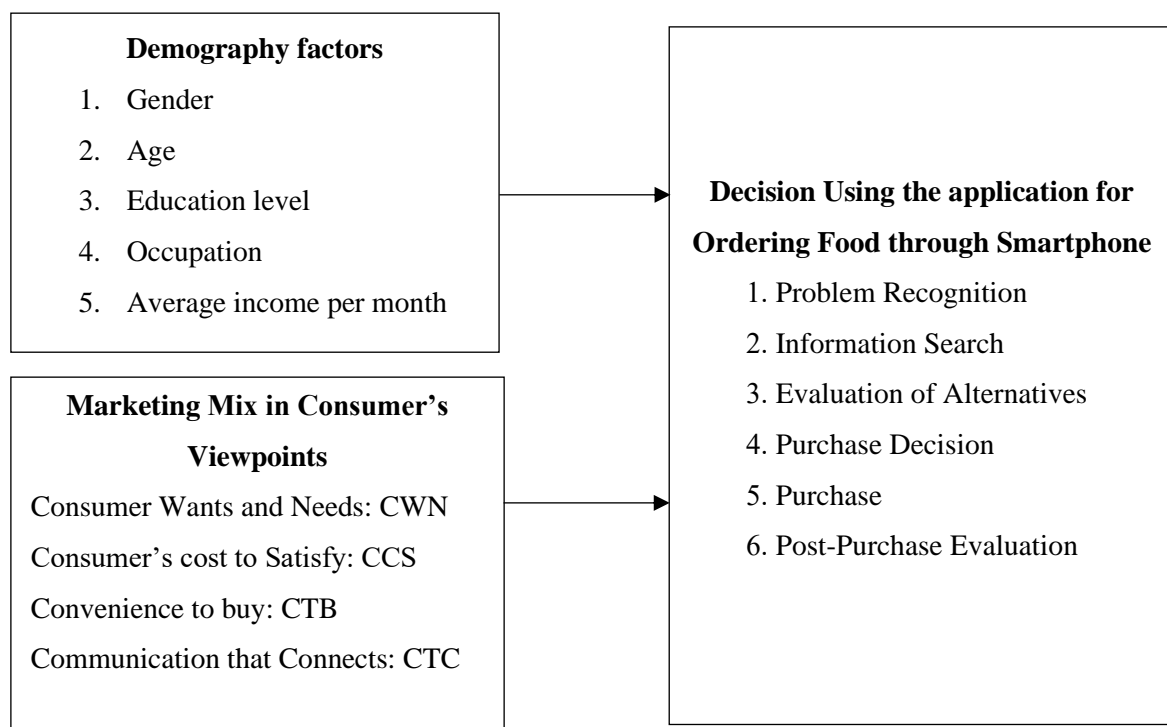 Demography factors
1. Gender
2. Age
3. Education level
4. Occupation
5. Average income per month
Marketing Mix in Consumer’s
Viewpoints
Consumer Wants and Needs: CWN
Consumer’s cost to Satisfy: CCS
Convenience to buy: CTB
Communication that Connects: CTC
Decision Using the application for
Ordering Food through Smartphone
1. Problem Recognition
2. Information Search
3. Evaluation of Alternatives
4. Purchase Decision
5. Purchase
6. Post-Purchase Evaluation